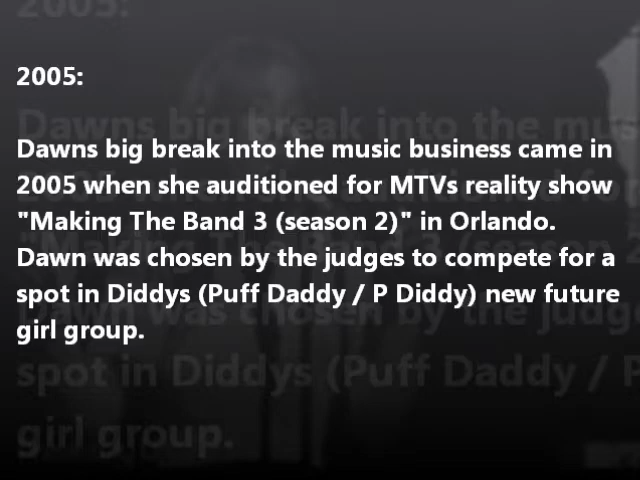 2005:
Dawns big break into the music business came in
2005 when she auditioned for MTVs reality show
"Making The Band 3 (season 2)" in Orlando.
Dawn was chosen by the judges to compete for a
spot in Diddys (Puff Daddy / P Diddy) new future
girl group.